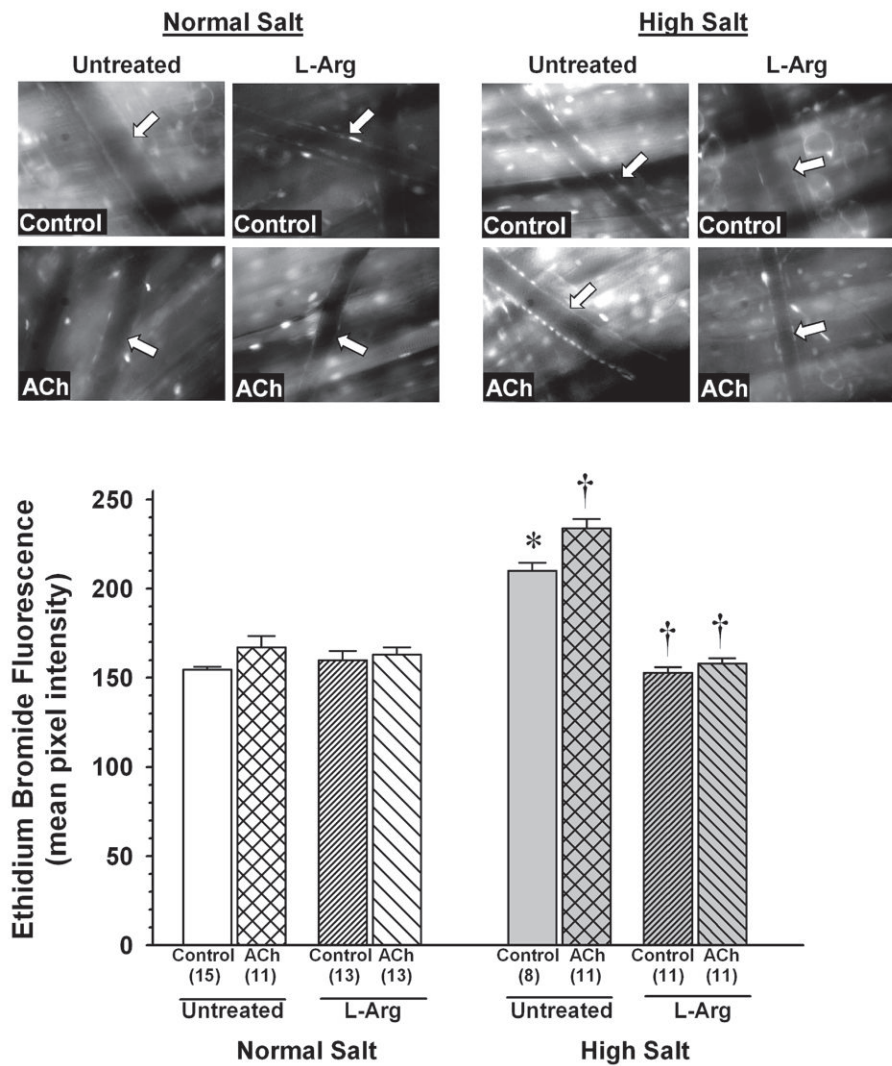 Normal Salt High Salt
Untreated L-Arg Untreated L-Arg
Control Control Control Control
ACh ACh ACh ACh
Ethidium Bromide Fluorescence
(mean pixel intensity)
250
200
150
100
50
0
* † † †
Control ACh Control ACh Control ACh Control ACh
(15) (11) (13) (13) (8) (11) (11) (11)
Untreated L-Arg Untreated L-Arg
Normal Salt High Salt